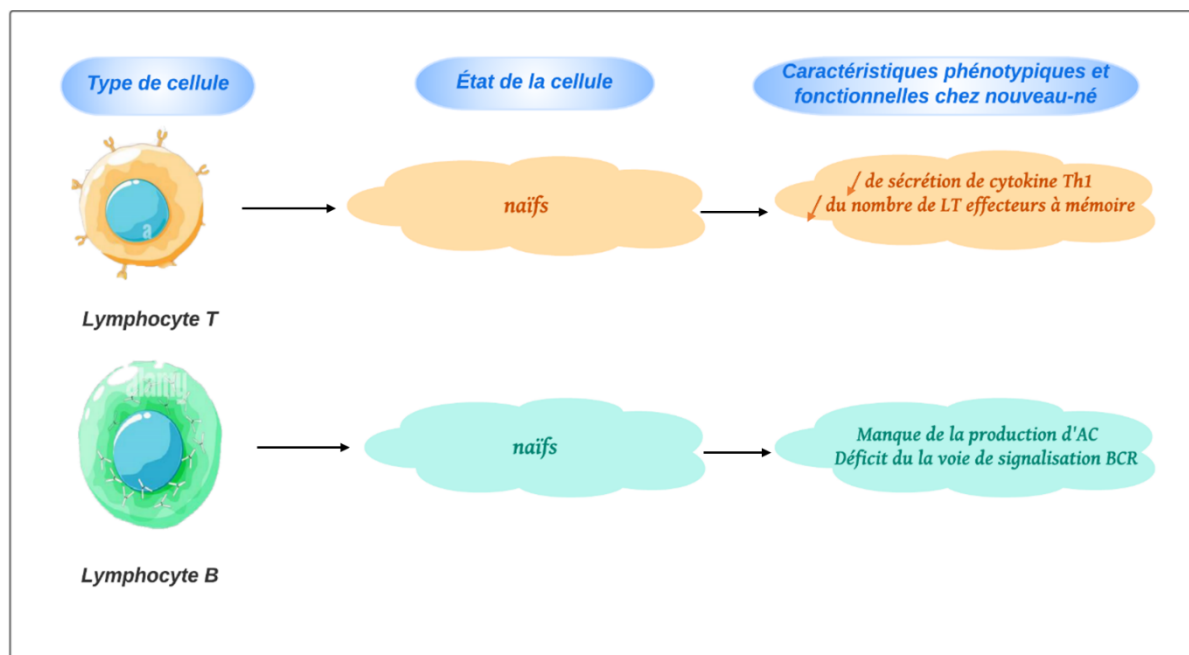 Type de cellule
État de la cellule
Caractéristiques phénotypiques et
fonctionnelles chez nouveau-né
a
naïfs
de sécrétion de cytokine Th1
du nombre de LT effecteurs à mémoire
Lymphocyte T
alamy
naïfs
Manque de la production d'AC
Déficit du la voie de signalisation BCR
Lymphocyte B